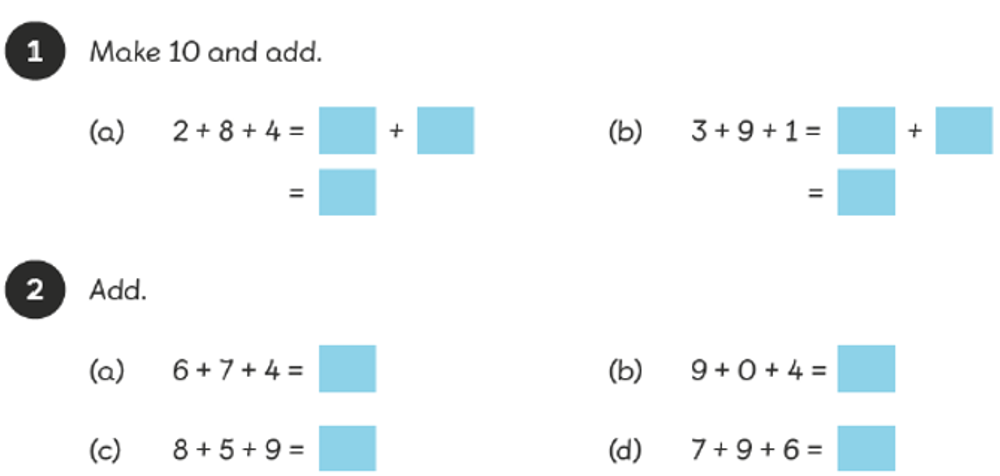 1 Make 10 and add.
(a) 2 + 8 + 4 = +
=
(b) 3 + 9 + 1 = +
=
2 Add.
(a) 6 + 7 + 4 =
(b) 9 + 0 + 4 =
(c) 8 + 5 + 9 =
(d) 7 + 9 + 6 =